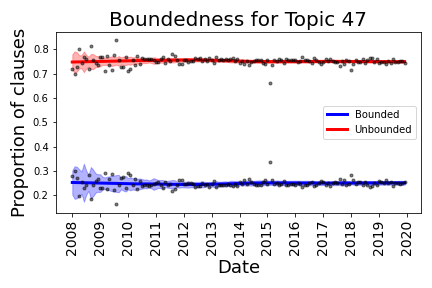 Boundedness for Topic 47
Proportion of clauses
0.8
0.7
0.6
0.5
0.4
0.3
0.2
Bounded
Unbounded
2008 2009 2010 2011 2012 2013 2014 2015 2016 2017 2018 2019 2020
Date